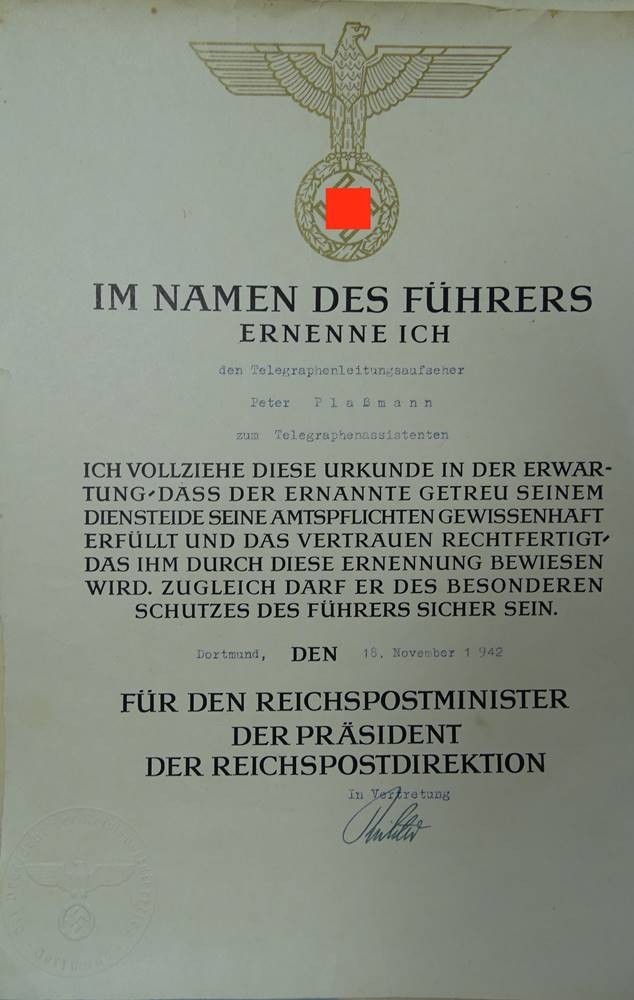 IM NAMEN DES FÜHRERS
ERNENNE ICH
den Telegraphenleitungsaufseher
Peter Plaßmann
zum Telegraphenassistenten
ICH VOLLZIEHE DIESE URKUNDE IN DER ERWAR-
TUNG, DASS DER ERNANNTE GETREU SEINEM
DIENSTEIDE SEINE AMTSPFLICHTEN GEWISSENHAFT
ERFÜLLT UND DAS VERTRAUEN RECHTFERTIGT,
DAS IHM DURCH DIESE ERNENNUNG BEWIESEN
WIRD. ZUGLEICH DARF ER DES BESONDEREN
SCHUTZES DES FÜHRERS SICHER SEIN.
Dortmund, DEN 18. November 1942
FÜR DEN REICHSPOSTMINISTER
DER PRÄSIDENT
DER REICHSPOSTDIREKTION
In Vertretung